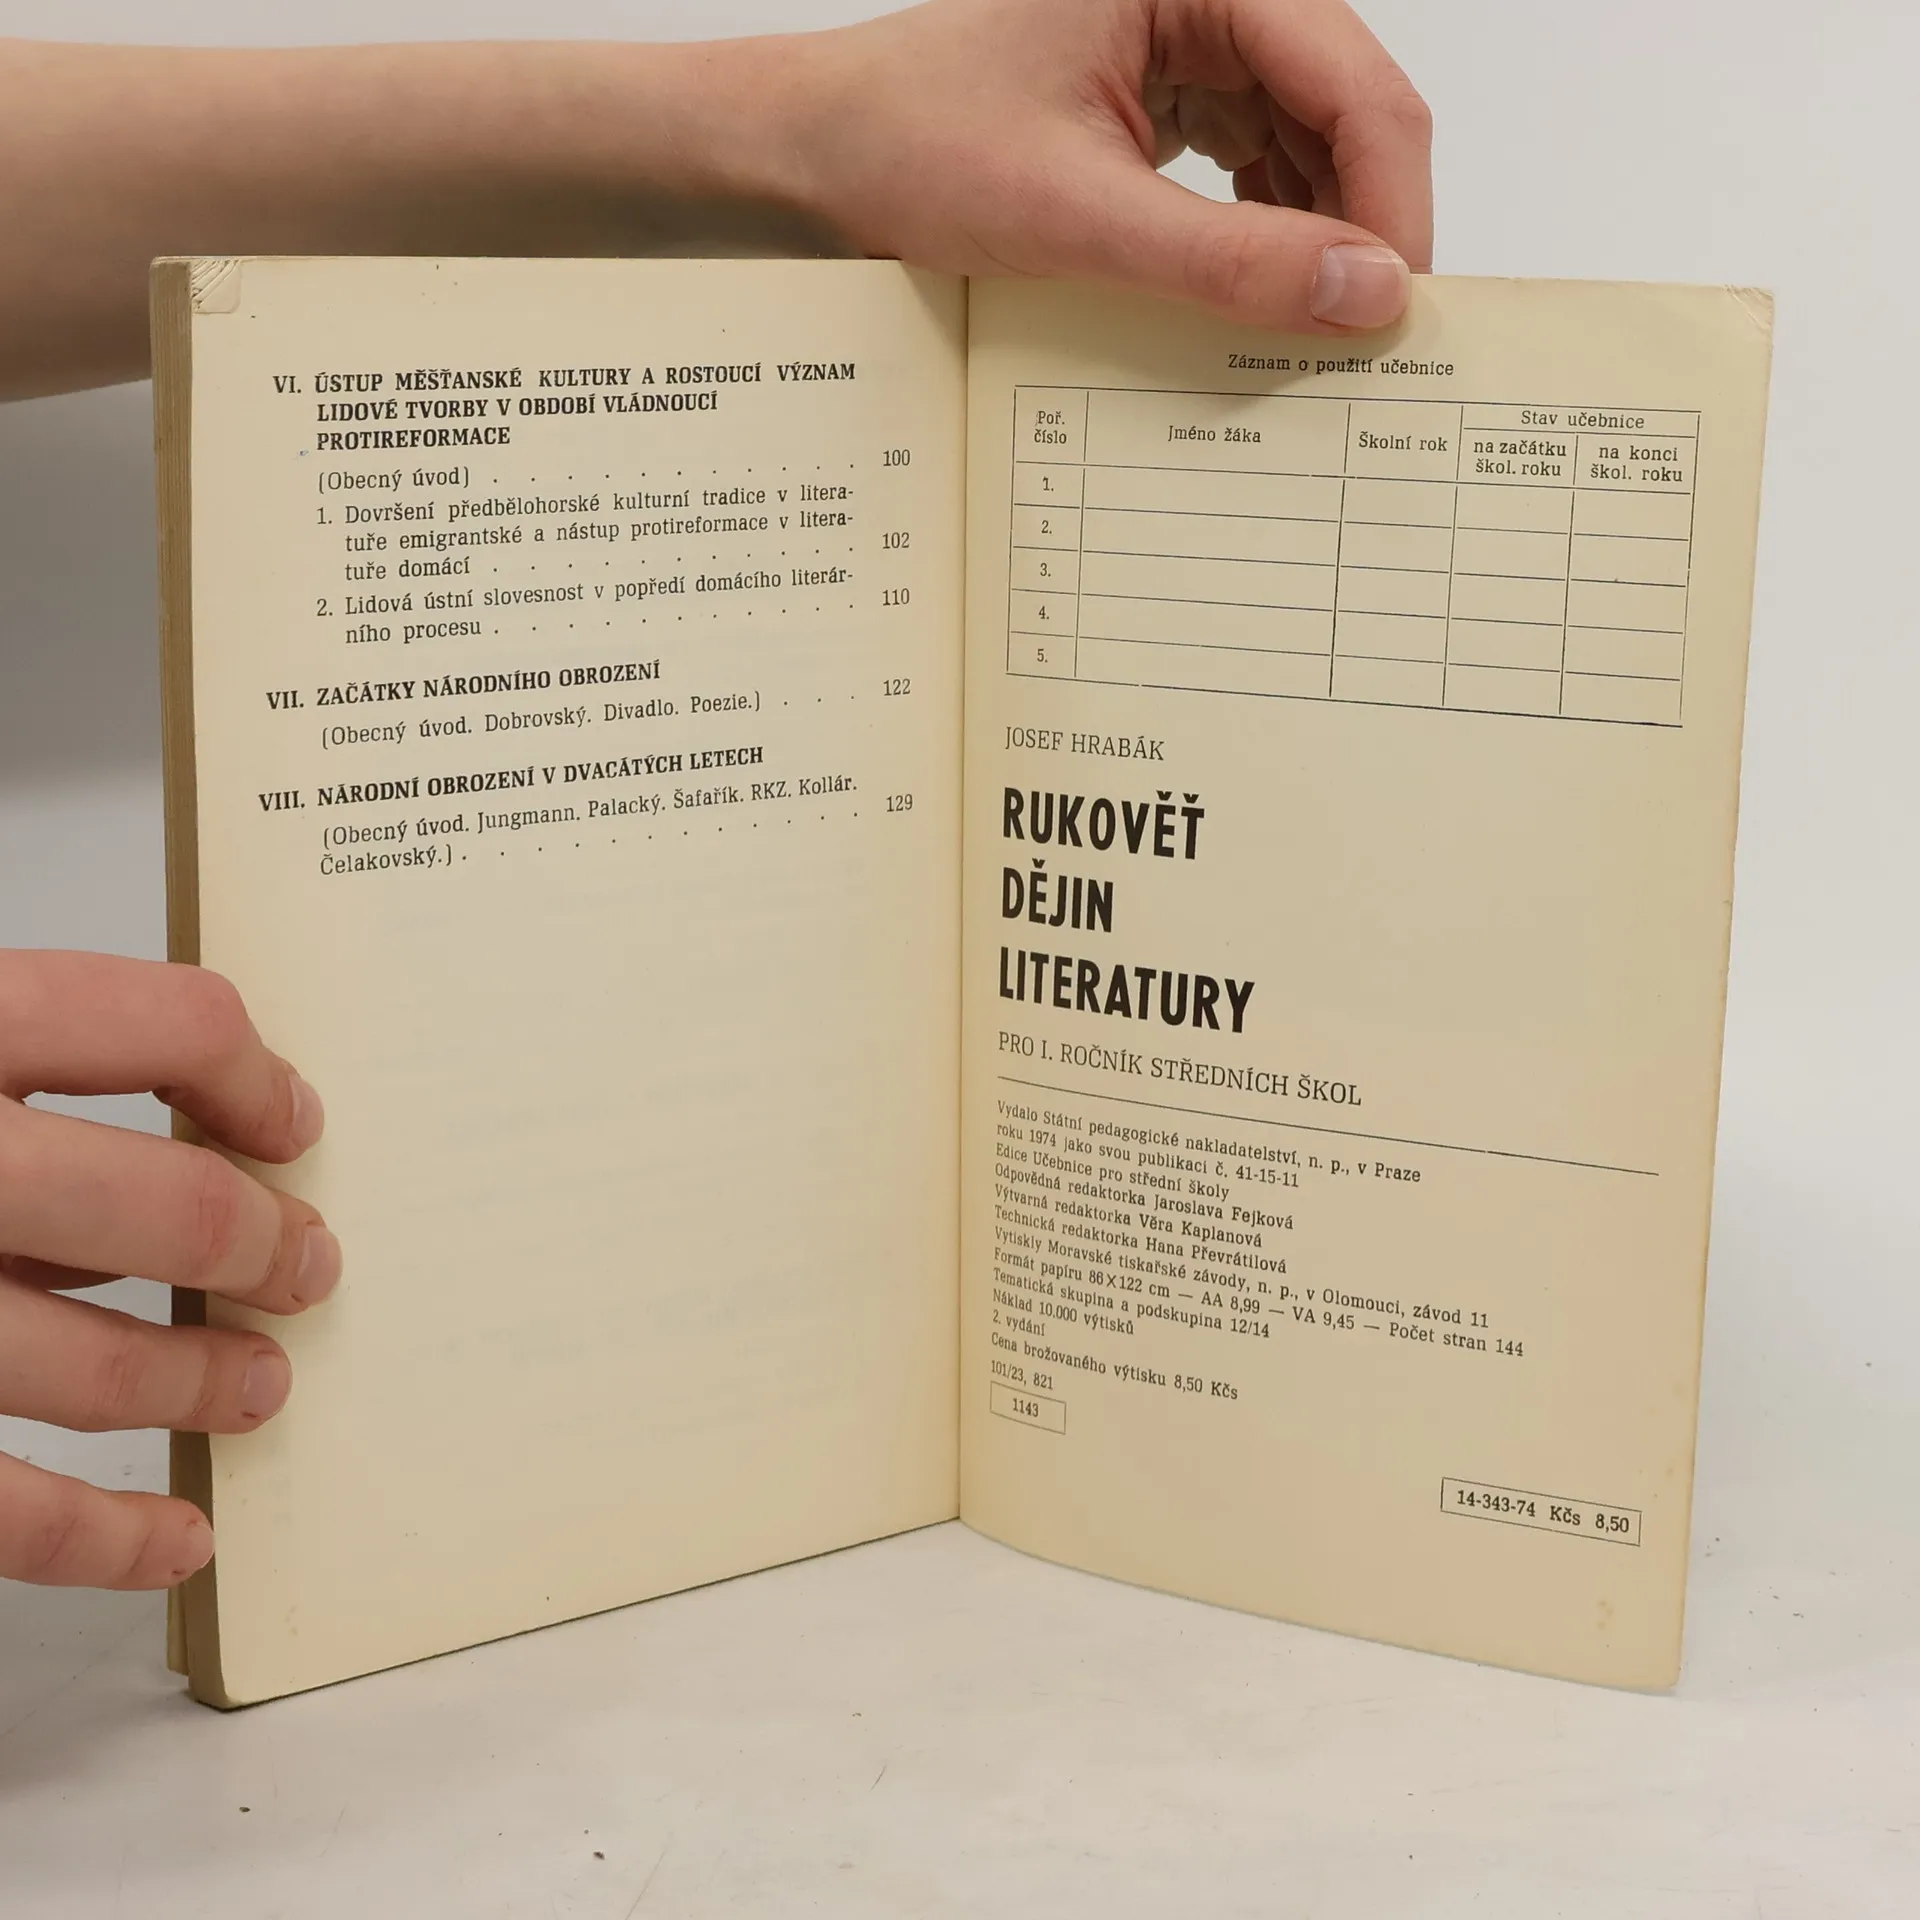 VI. ÚSTUP MĚŠŤANSKÉ KULTURY A ROSTOUCÍ VÝZNAM
LIDOVÉ TVORBY V OBDOBÍ VLÁDNOUCÍ
PROTIREFORMACE
(Obecný úvod) . . . . . . . . . . 100
1. Dovršení předbělohorské kulturní tradice v litera-
tuře emigrantské a nástup protireformace v litera-
tuře domácí . . . . . . . . . . 102
2. Lidová ústní slovesnost v popředí domácího literár-
ního procesu . . . . . . . . . . 110
VII. ZAČÁTKY NÁRODNÍHO OBROZENÍ
(Obecný úvod. Dobrovský. Divadlo. Poezie.) . . . 122
VIII. NÁRODNÍ OBROZENÍ V DVACÁTÝCH LETECH
(Obecný úvod. Jungmann. Palacký. Šafařík. RKZ. Kollár.
Čelakovský.) . . . . . . . . . . . 129
Záznam o použití učebnice
Poř. číslo
Jméno žáka
Školní rok
Stav učebnice
na začátku škol. roku
na konci škol. roku
1.
2.
3.
4.
5.
JOSEF HRABÁK
RUKOVĚŤ
DĚJIN
LITERATURY
PRO I. ROČNÍK STŘEDNÍCH ŠKOL
Vydalo Státní pedagogické nakladatelství, n. p., v Praze
roku 1974 jako svou publikaci č. 41-15-11
Edice Učebnice pro střední školy
Odpovědná redaktorka Jaroslava Fejková
Výtvarná redaktorka Věra Kaplanová
Technická redaktorka Hana Převrátilová
Vytiskly Moravské tiskařské závody, n. p., v Olomouci, závod 11
Formát papíru 86×122 cm — AA 8,99 — VA 9,45 — Počet stran 144
Tematická skupina a podskupina 12/14
Náklad 10.000 výtisků
2. vydání
Cena brožovaného výtisku 8,50 Kčs
101/23, 821
1143
14-343-74 Kčs 8,50